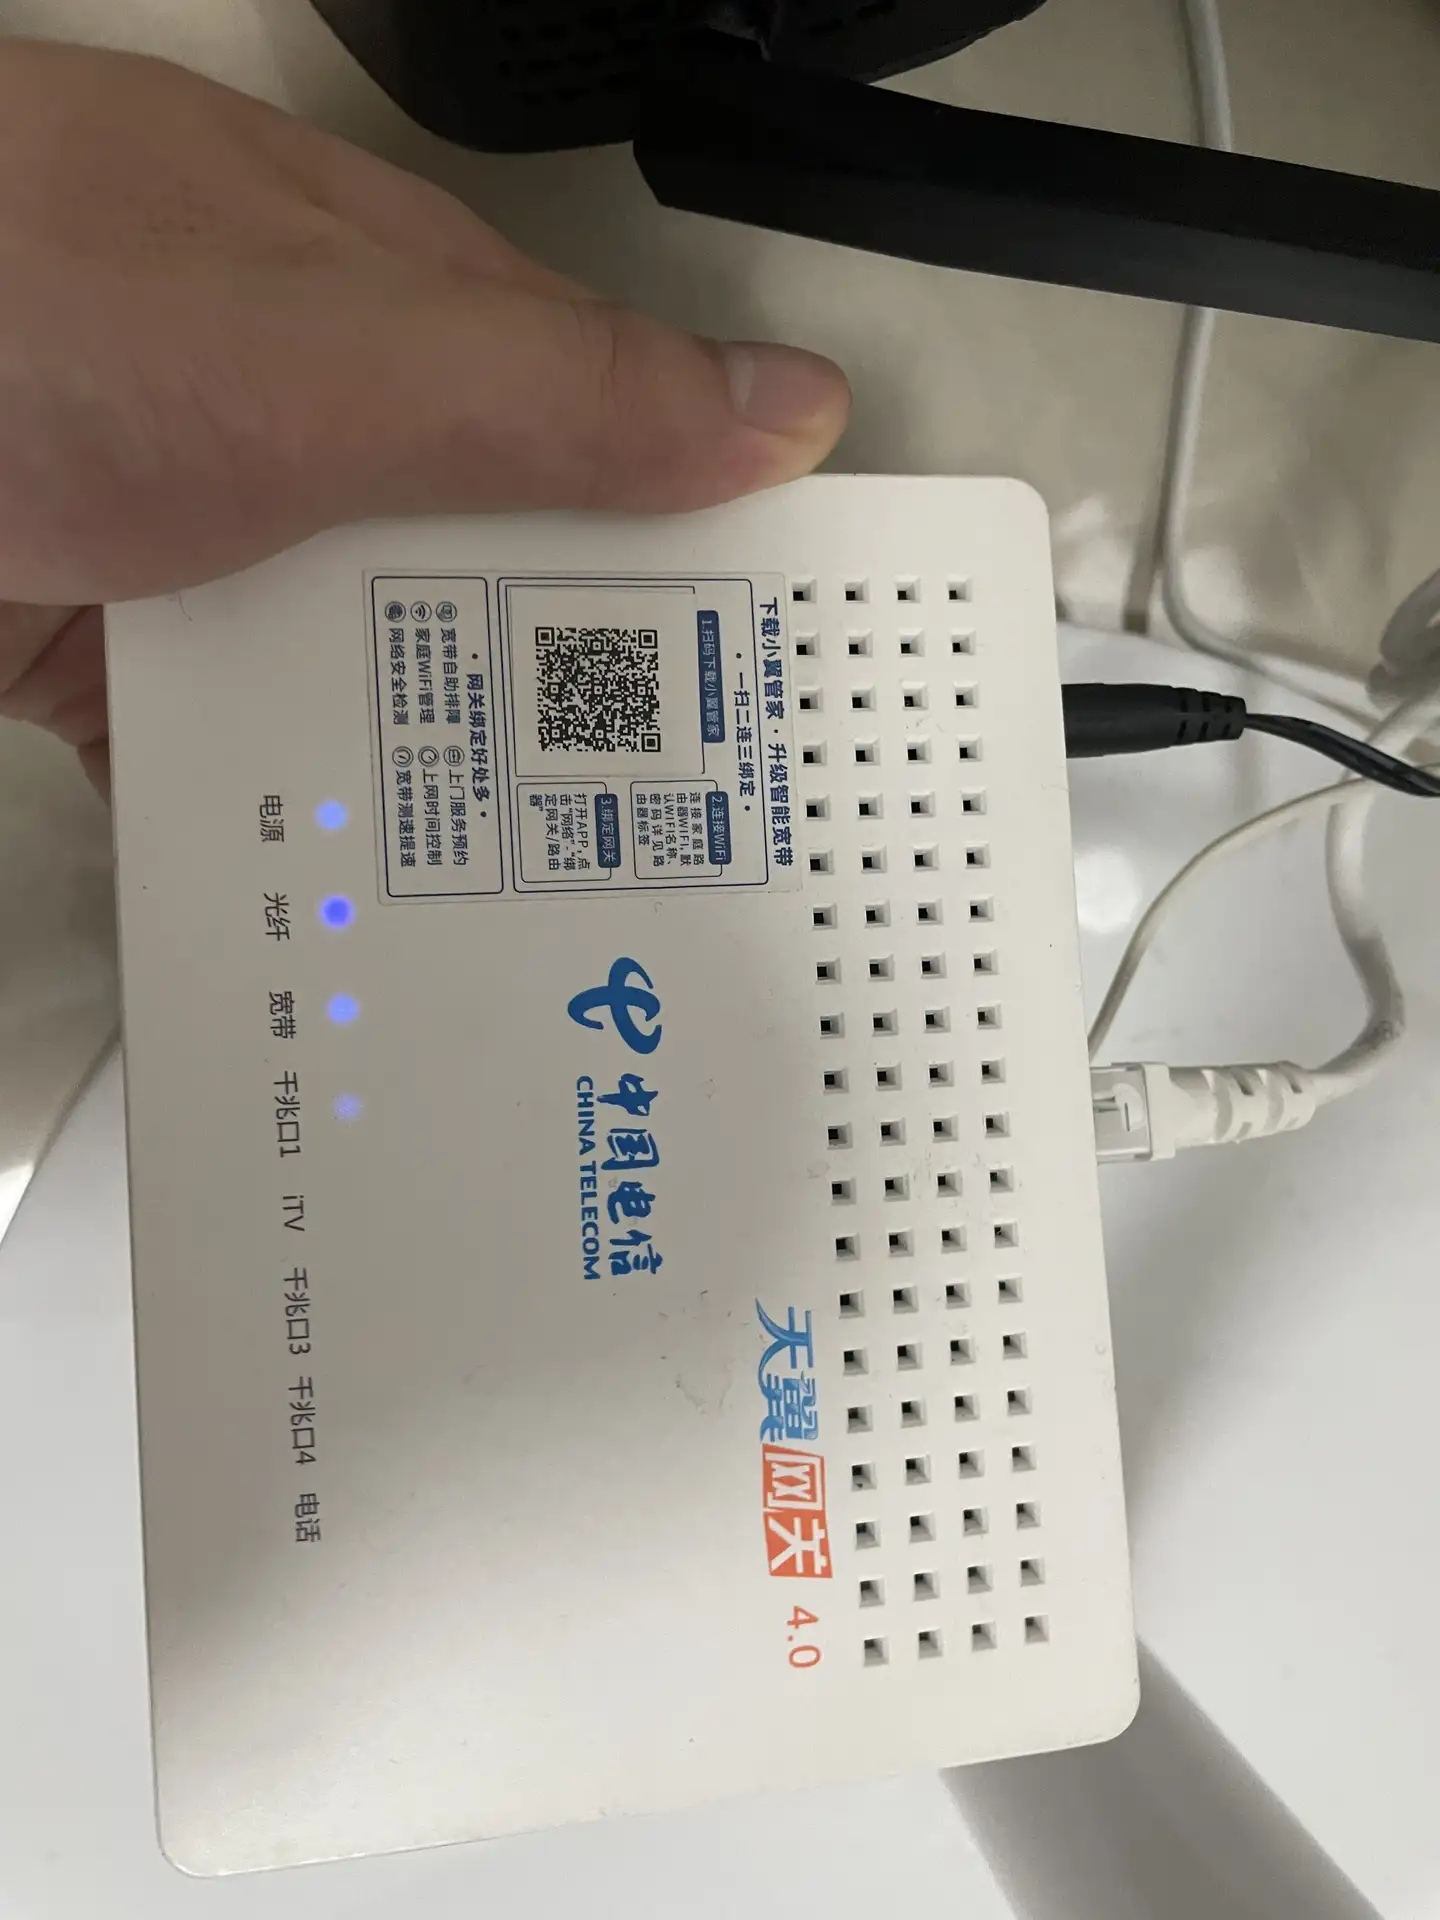 下载小翼管家·升级智能宽带
·一扫二连三绑定·
1.扫码下载小翼管家
2.连接WiFi
连接家庭路
由器WIFI,默
认WIFI名称、
密码详见路
由器标签
3.绑定网关
打开APP,点
击“网络”-“绑
定网关/路由
器”
·网关绑定好处多·
宽带自助排障
上门服务预约
家庭WiFi管理
上网时间控制
网络安全检测
宽带测速提速
中国电信
CHINA TELECOM
天翼网关 4.0
电源
光纤
宽带
千兆口1
iTV
千兆口3
千兆口4
电话